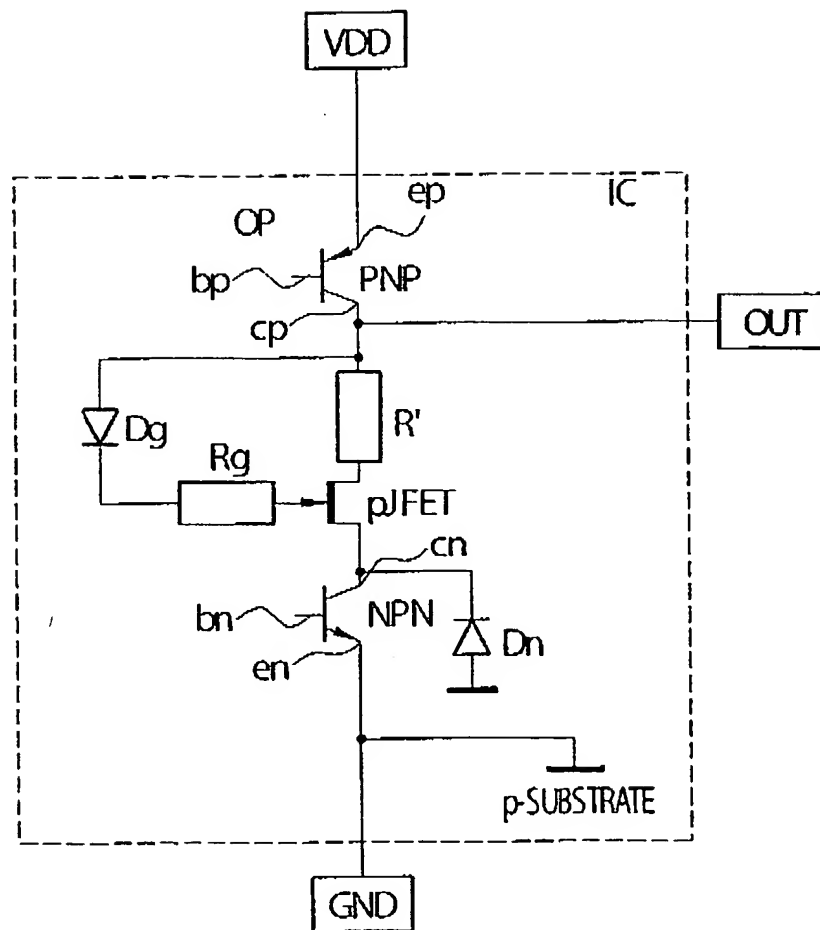 VDD
ep
IC
OP
bp
PNP
cp
OUT
Dg
R'
Rg
pJFET
cn
bn
NPN
Dn
en
p-SUBSTRATE
GND